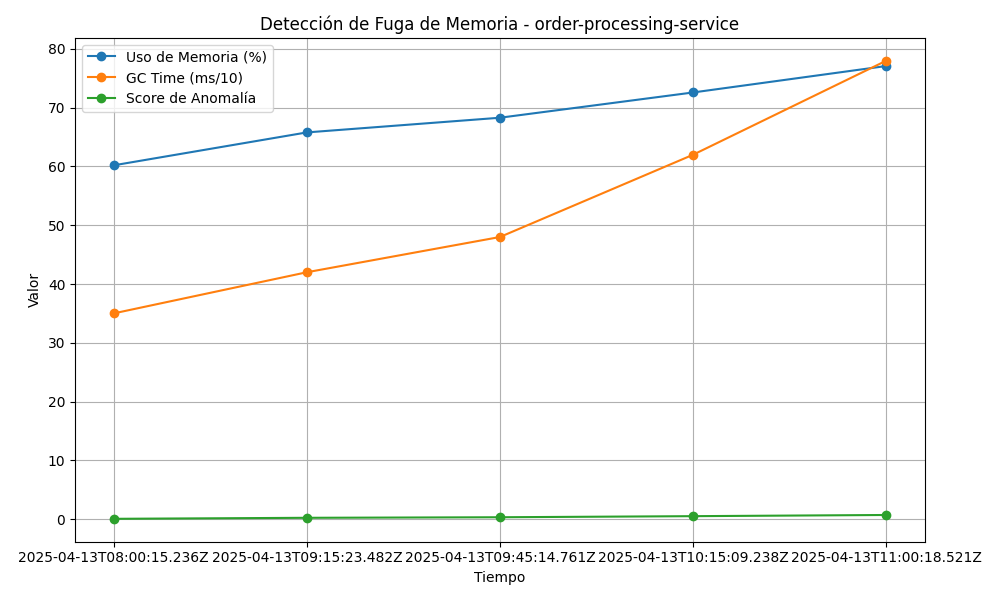 Detección de Fuga de Memoria - order-processing-service
Uso de Memoria (%)
GC Time (ms/10)
Score de Anomalía
Valor
80
70
60
50
40
30
20
10
0
2025-04-13T08:00:15.236Z
2025-04-13T09:15:23.482Z
2025-04-13T09:45:14.761Z
2025-04-13T10:15:09.238Z
2025-04-13T11:00:18.521Z
Tiempo